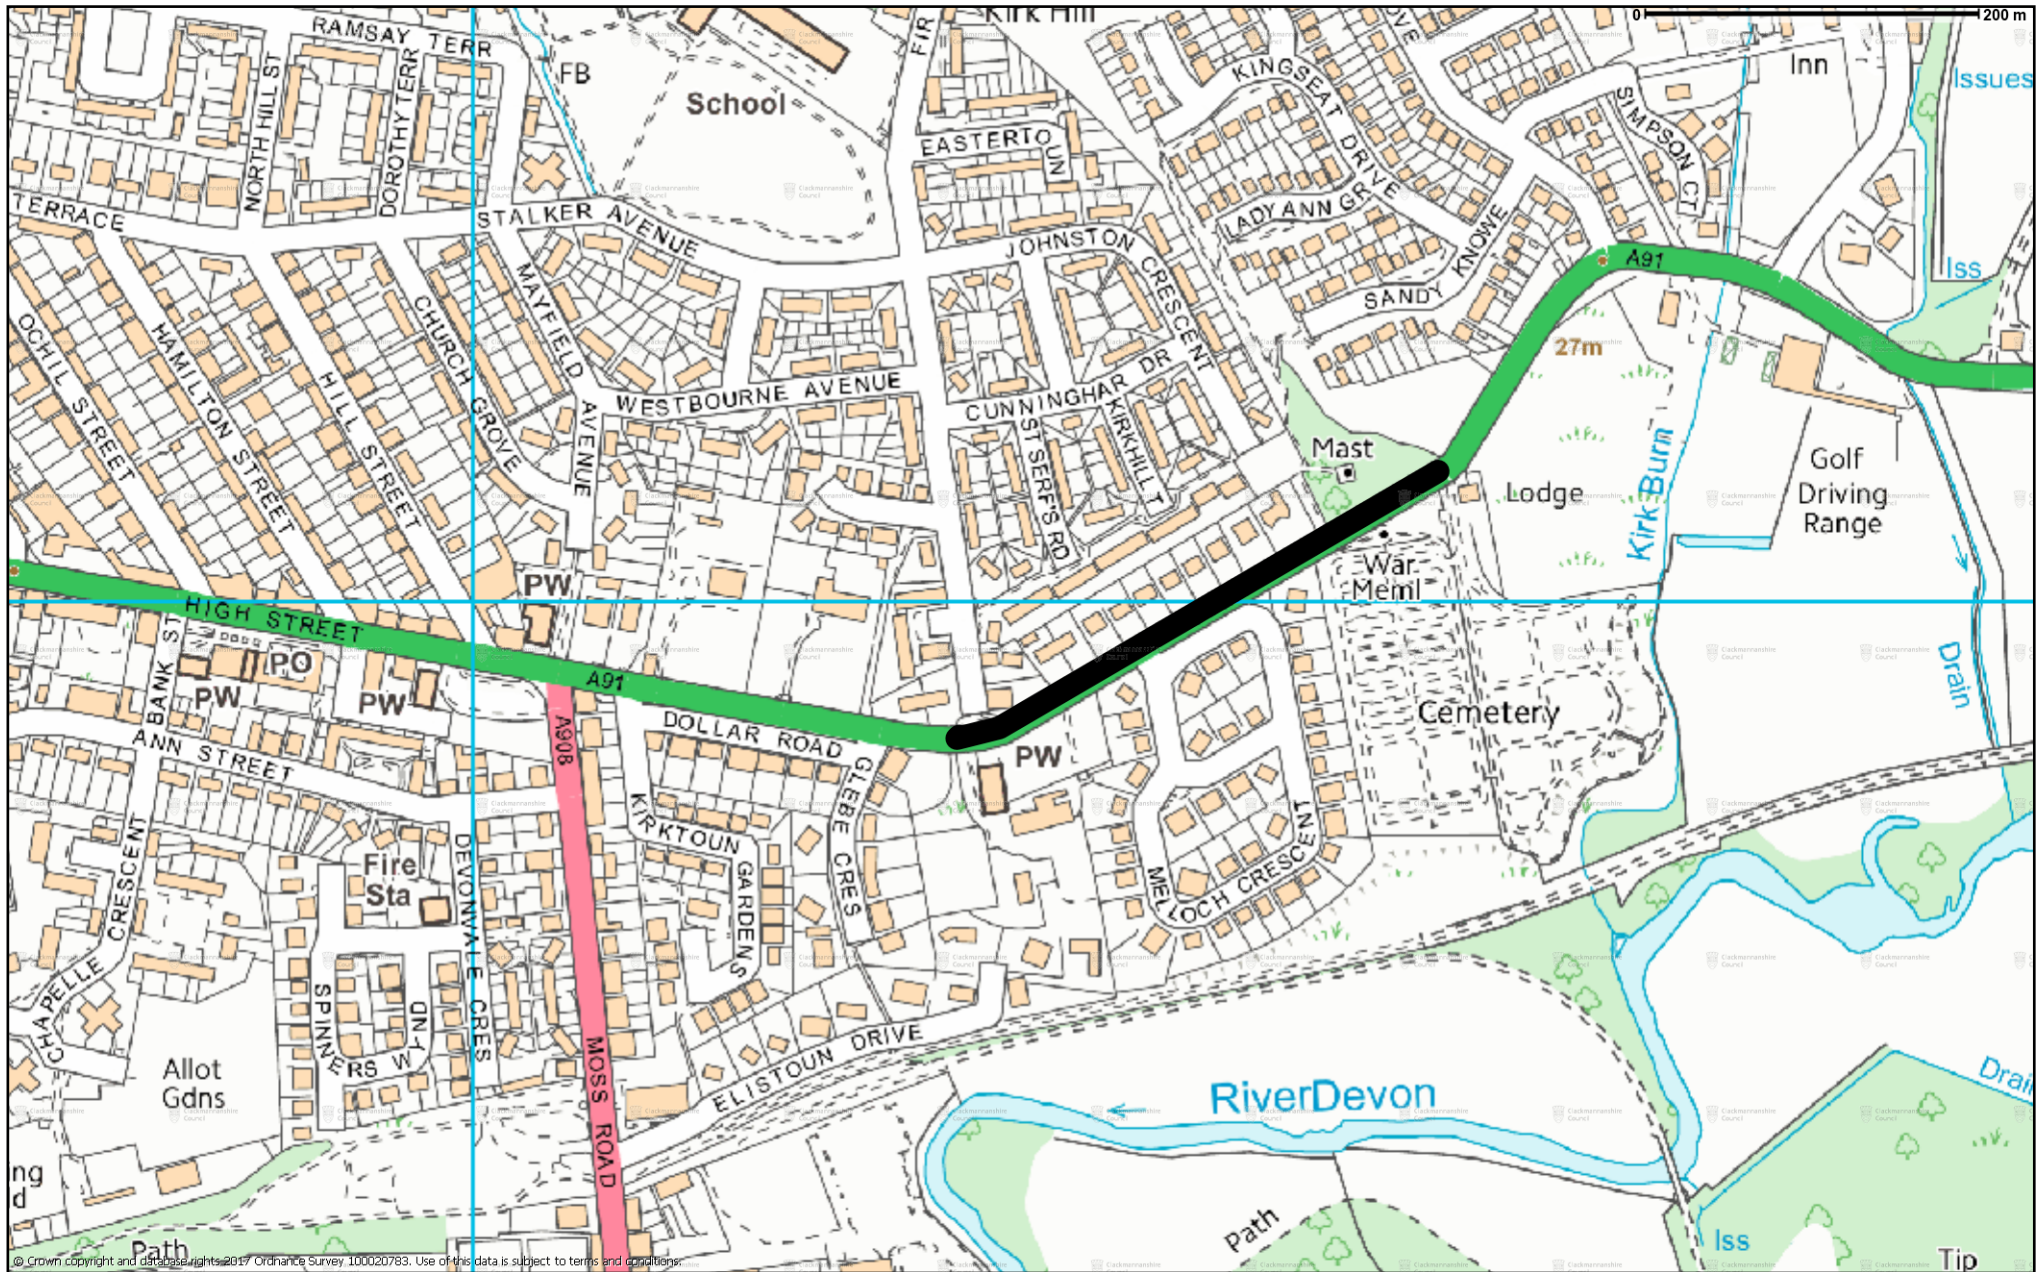 Kirk Hill
0 200 m
RAMSAY TERR
FB
School
FIR
OVE
Inn
Issues
NORTH HILL ST
DOROTHY TERR
EASTERTOUN
KINGSEAT DRIVE
SIMPSON CT
TERRACE
STALKER AVENUE
LADY ANN GR
JOHNSTON CRESCENT
SANDY KNOWE
A91
Iss
OCHIL STREET
HAMILTON STREET
HILL STREET
CHURCH GROVE
MAYFIELD AVENUE
WESTBOURNE AVENUE
CUNNINGHAR DR
ST SERF'S RD
KIRKHILL T
27m
Mast
Lodge
Kirk Burn
Golf
Driving
Range
War
Meml
PW
HIGH STREET
PO
PW
PW
BANK ST
A91
A908
DOLLAR ROAD
PW
Cemetery
Drain
ANN STREET
GLEBE CRES
KIRKTOUN GARDENS
MELLOCH CRESCENT
Fire
Sta
DEVONWALE CRES
CHAPELLE CRESCENT
SPINNERS WYND
MOSS ROAD
ELISTOUN DRIVE
Allot
Gdns
River Devon
Drain
ing
d
Path
Path
Iss
Tip
© Crown copyright and database rights 2017 Ordnance Survey 100020783. Use of this data is subject to terms and conditions.